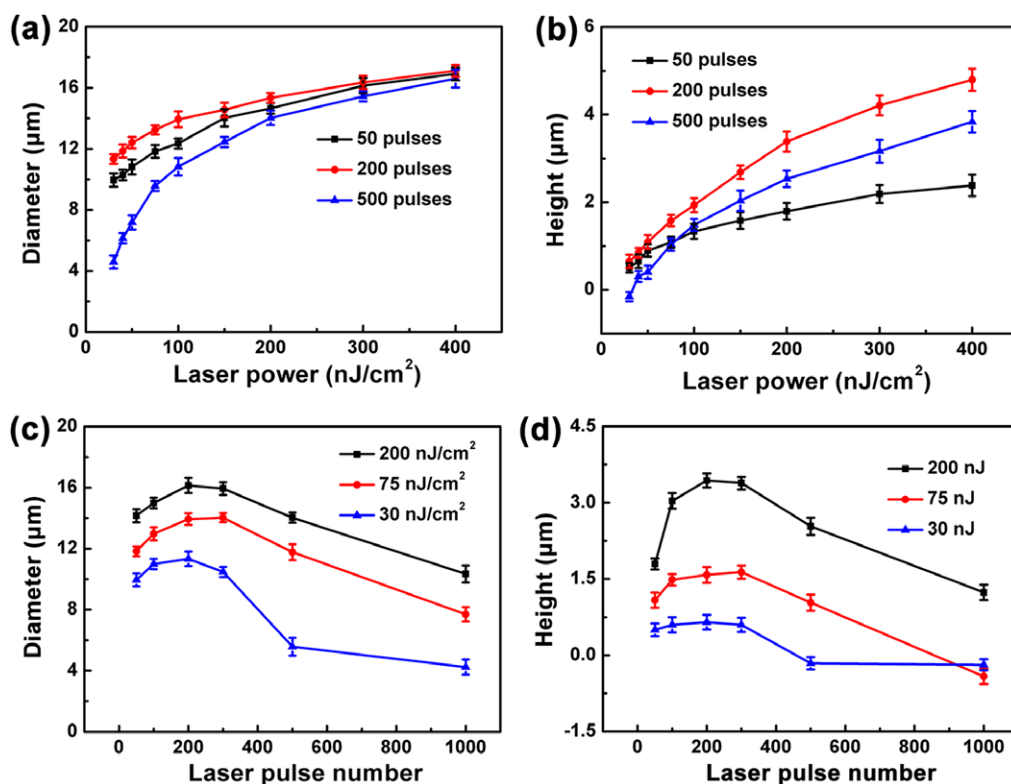 (a)
20
16
12
8
4
0
Diameter (μm)
50 pulses
200 pulses
500 pulses
0 100 200 300 400
Laser power (nJ/cm²)
(b)
6
4
2
0
Height (μm)
50 pulses
200 pulses
500 pulses
0 100 200 300 400
Laser power (nJ/cm²)
(c)
20
16
12
8
4
0
Diameter (μm)
200 nJ/cm²
75 nJ/cm²
30 nJ/cm²
0 200 400 600 800 1000
Laser pulse number
(d)
4.5
3.0
1.5
0.0
-1.5
Height (μm)
200 nJ
75 nJ
30 nJ
0 200 400 600 800 1000
Laser pulse number